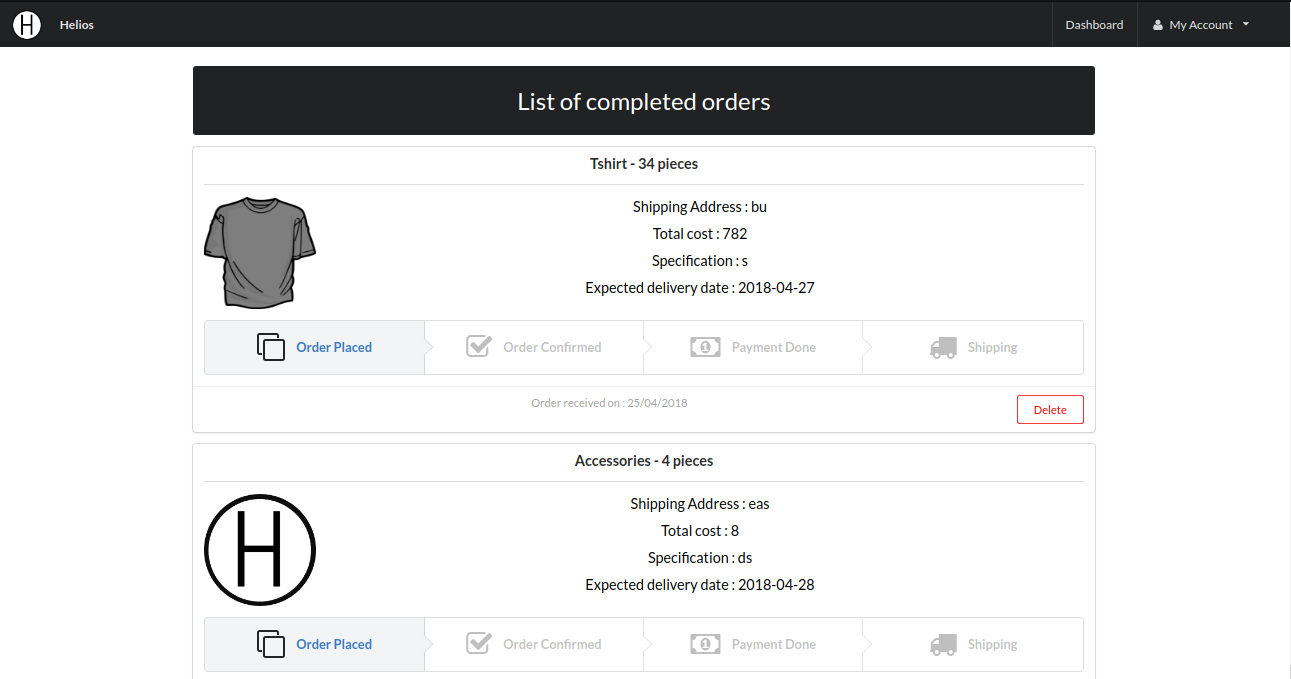 H Helios Dashboard My Account
List of completed orders
Tshirt - 34 pieces
Shipping Address : bu
Total cost : 782
Specification : s
Expected delivery date : 2018-04-27
Order Placed Order Confirmed 1 Payment Done Shipping
Order received on : 25/04/2018
Delete
Accessories - 4 pieces
H
Shipping Address : eas
Total cost : 8
Specification : ds
Expected delivery date : 2018-04-28
Order Placed Order Confirmed 1 Payment Done Shipping